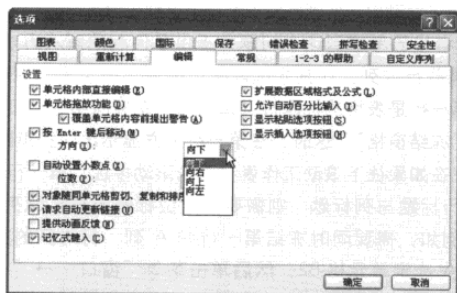 选项
图表 颜色 国际 保存 错误检查 拼写检查 安全性
视图 重新计算 编辑 常规 1-2-3 的帮助 自定义序列
设置
单元格内部直接编辑(E)
单元格拖放功能(D)
覆盖单元格内容前提出警告(A)
按 Enter 键后移动(M)
方向(I): 向下
向下
向右
向上
向左
自动设置小数点(S)
位数(P):
对象随同单元格剪切、复制和排序
请求自动更新链接(U)
提供动画反馈(B)
记忆式键入(C)
扩展数据区域格式及公式(L)
允许自动百分比输入(T)
显示粘贴选项按钮(S)
显示插入选项按钮(N)
确定 取消